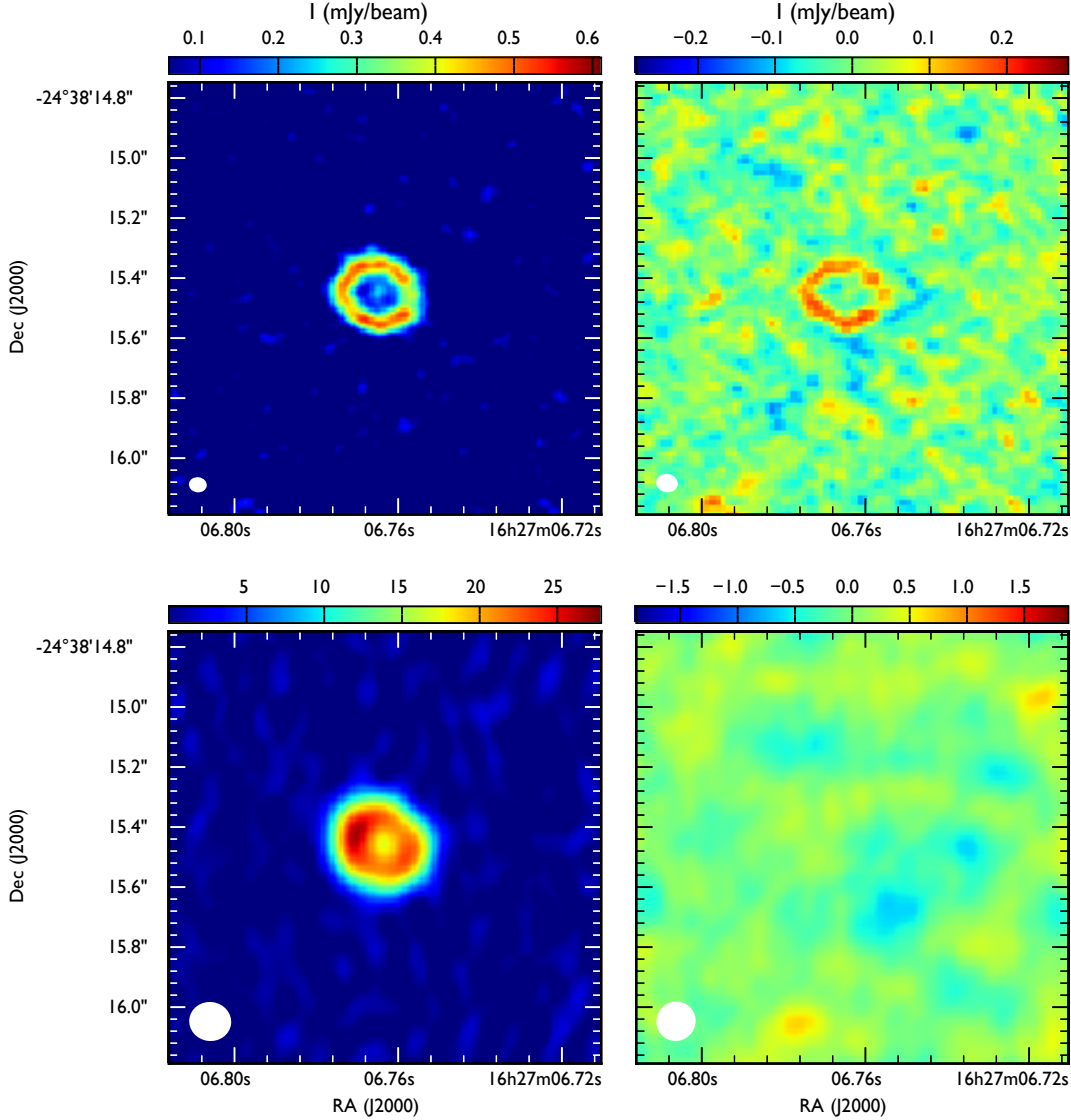 I (mJy/beam) I (mJy/beam)
0.1 0.2 0.3 0.4 0.5 0.6 −0.2 −0.1 0.0 0.1 0.2
-24°38'14.8"
15.0"
15.2"
15.4"
Dec (J2000)
15.6"
15.8"
16.0"
06.80s 06.76s 16h27m06.72s 06.80s 06.76s 16h27m06.72s
5 10 15 20 25 −1.5 −1.0 −0.5 0.0 0.5 1.0 1.5
-24°38'14.8"
15.0"
15.2"
15.4"
Dec (J2000)
15.6"
15.8"
16.0"
06.80s 06.76s 16h27m06.72s 06.80s 06.76s 16h27m06.72s
RA (J2000) RA (J2000)